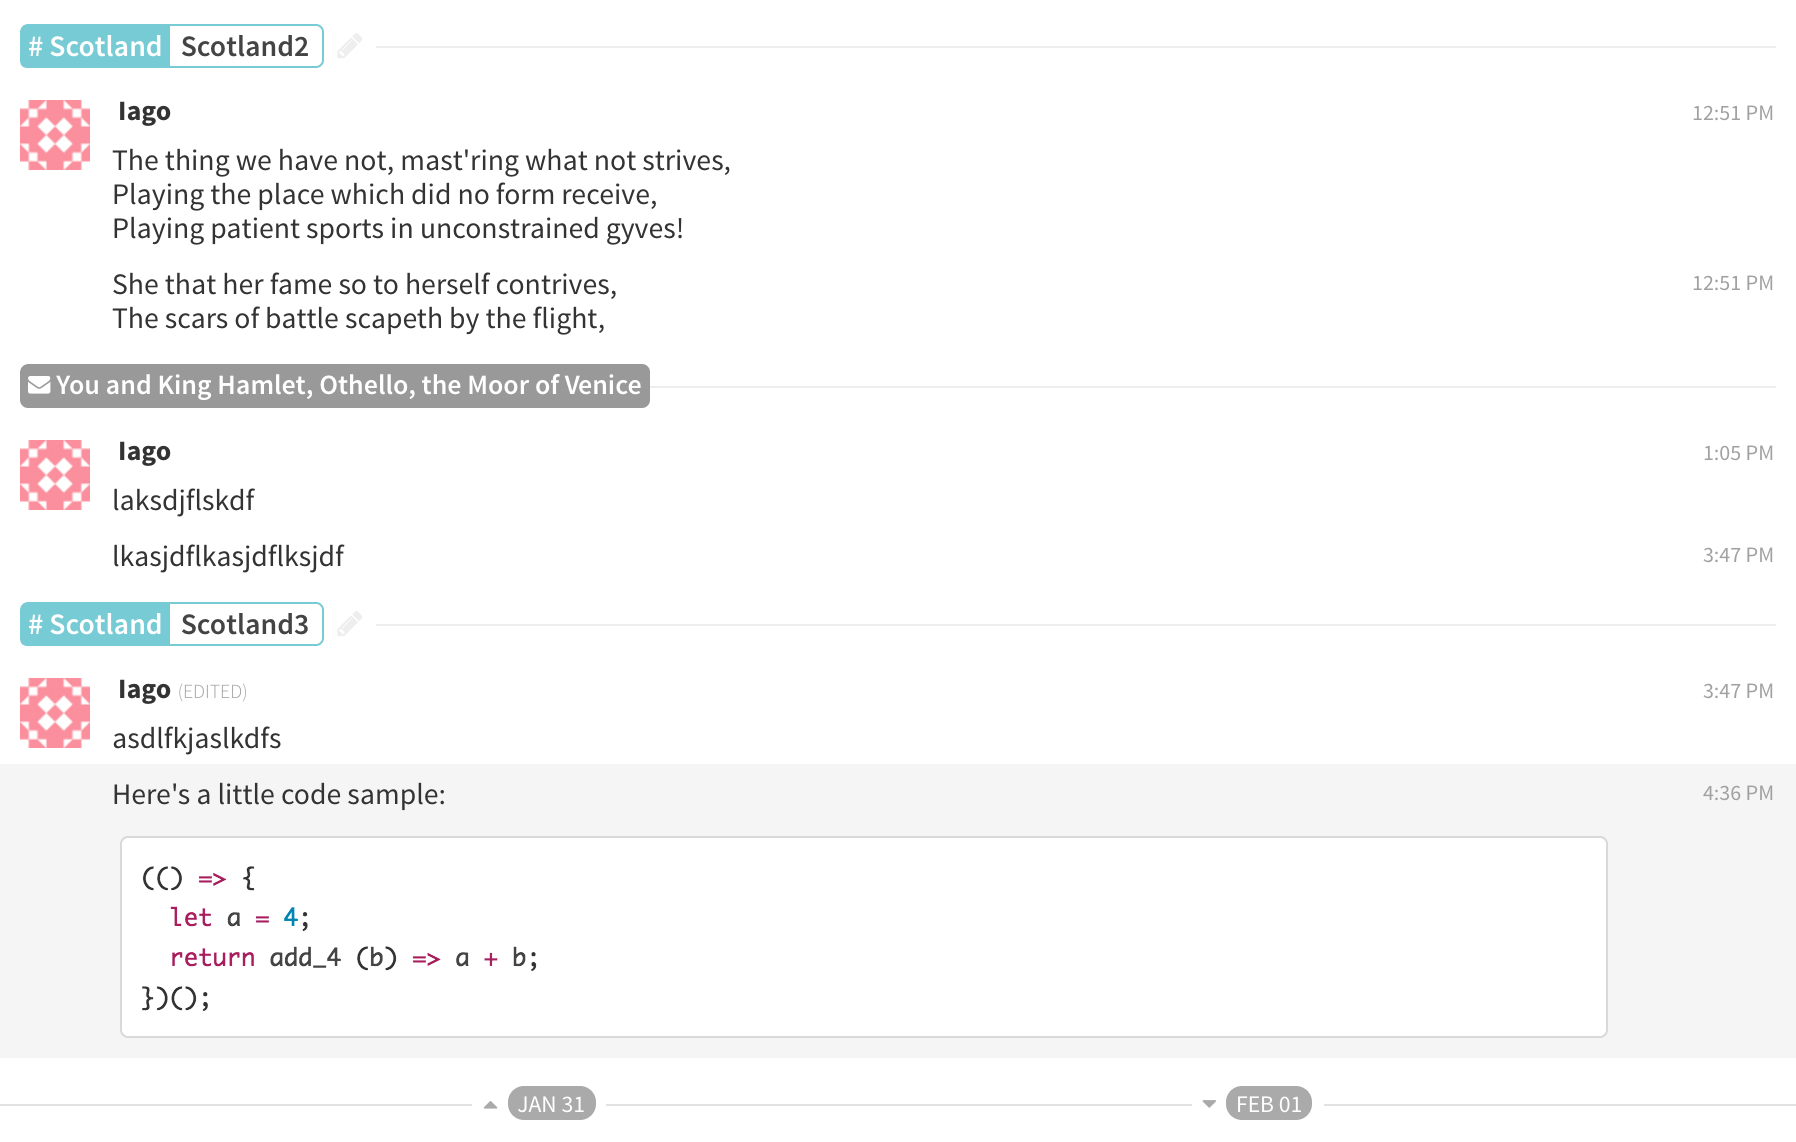 # Scotland Scotland2
Iago 12:51 PM
The thing we have not, mast'ring what not strives,
Playing the place which did no form receive,
Playing patient sports in unconstrained gyves!
She that her fame so to herself contrives, 12:51 PM
The scars of battle scapeth by the flight,
You and King Hamlet, Othello, the Moor of Venice
Iago 1:05 PM
laksdjflskdf
lkasjdflkasjdflksjdf 3:47 PM
# Scotland Scotland3
Iago (EDITED) 3:47 PM
asdlfkjaslkdfs
Here's a little code sample: 4:36 PM
(() => {
  let a = 4;
  return add_4 (b) => a + b;
})();
JAN 31 FEB 01